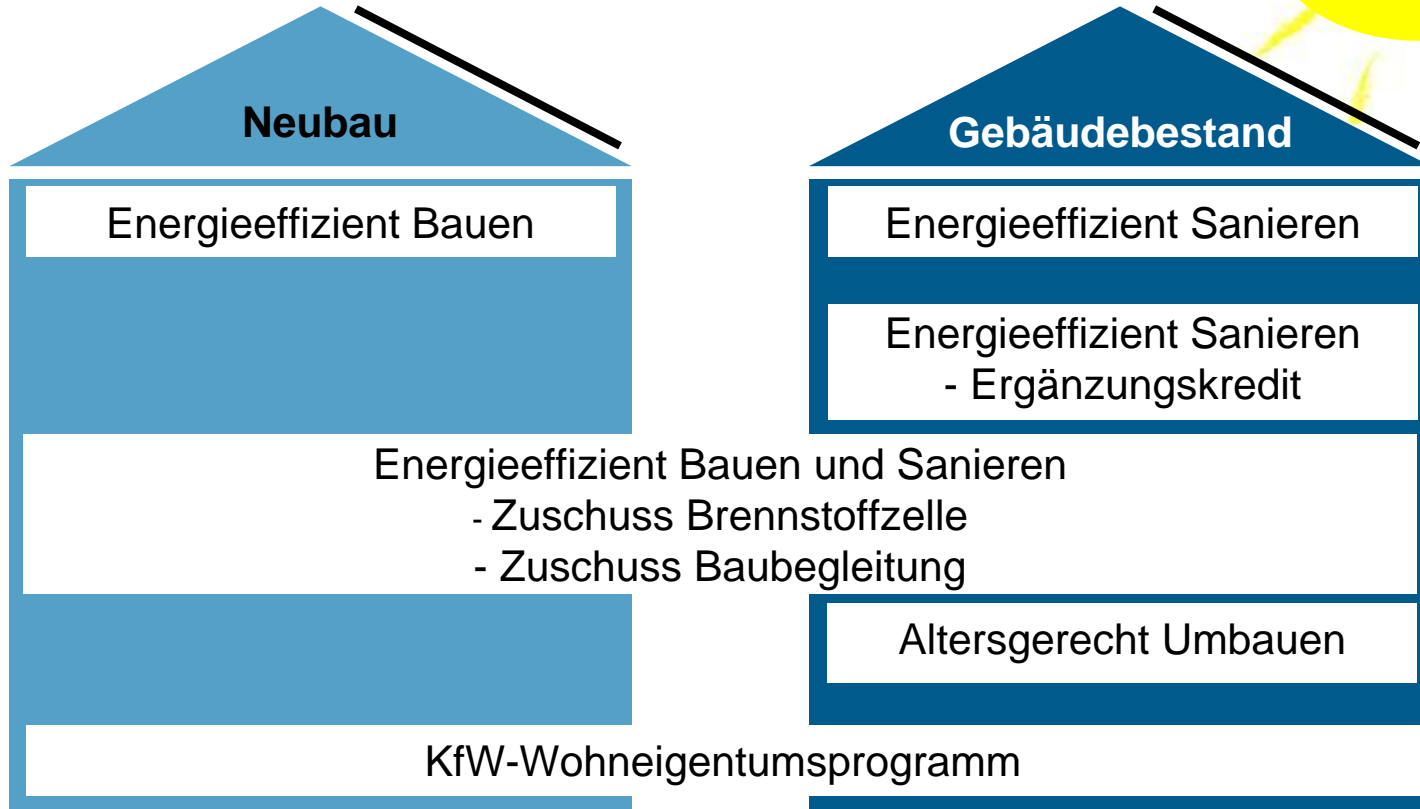 Neubau
Gebäudebestand
Energieeffizient Bauen
Energieeffizient Sanieren
Energieeffizient Sanieren
- Ergänzungskredit
Energieeffizient Bauen und Sanieren
- Zuschuss Brennstoffzelle
- Zuschuss Baubegleitung
Altersgerecht Umbauen
KfW-Wohneigentumsprogramm